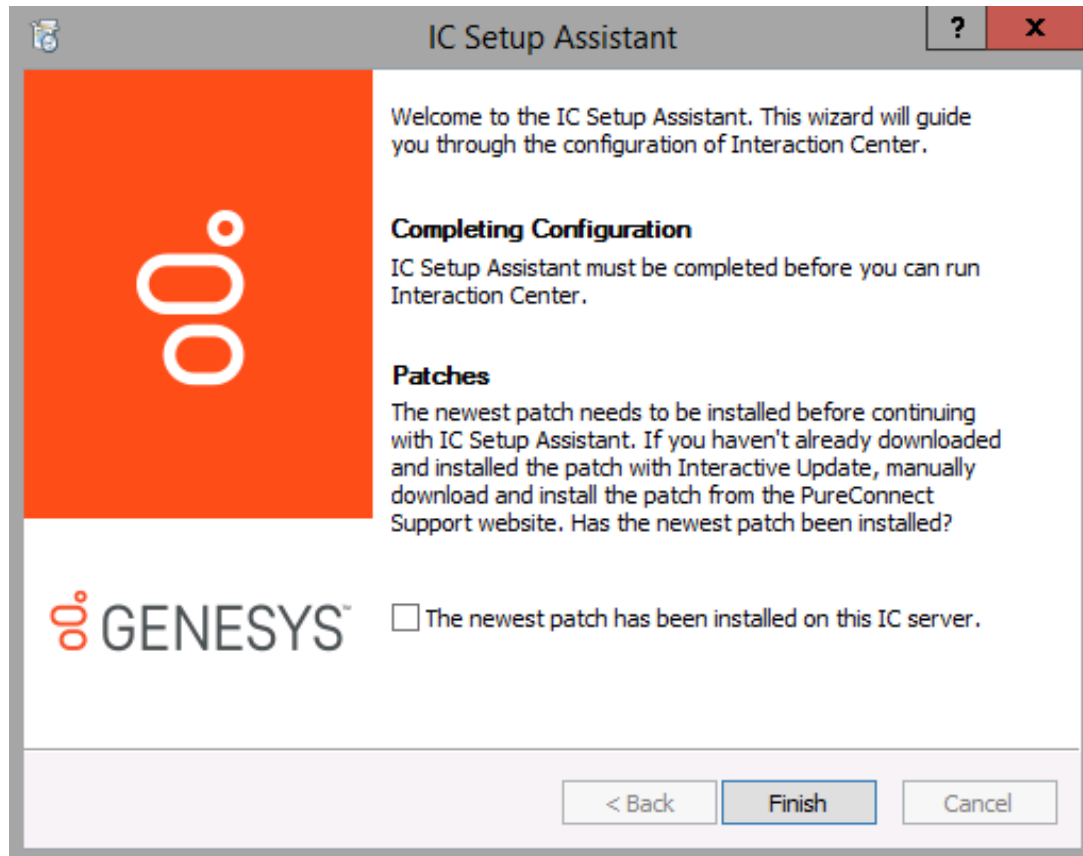 IC Setup Assistant
?
x
Welcome to the IC Setup Assistant. This wizard will guide
you through the configuration of Interaction Center.
Completing Configuration
IC Setup Assistant must be completed before you can run
Interaction Center.
Patches
The newest patch needs to be installed before continuing
with IC Setup Assistant. If you haven't already downloaded
and installed the patch with Interactive Update, manually
download and install the patch from the PureConnect
Support website. Has the newest patch been installed?
GENESYS™
The newest patch has been installed on this IC server.
< Back
Finish
Cancel